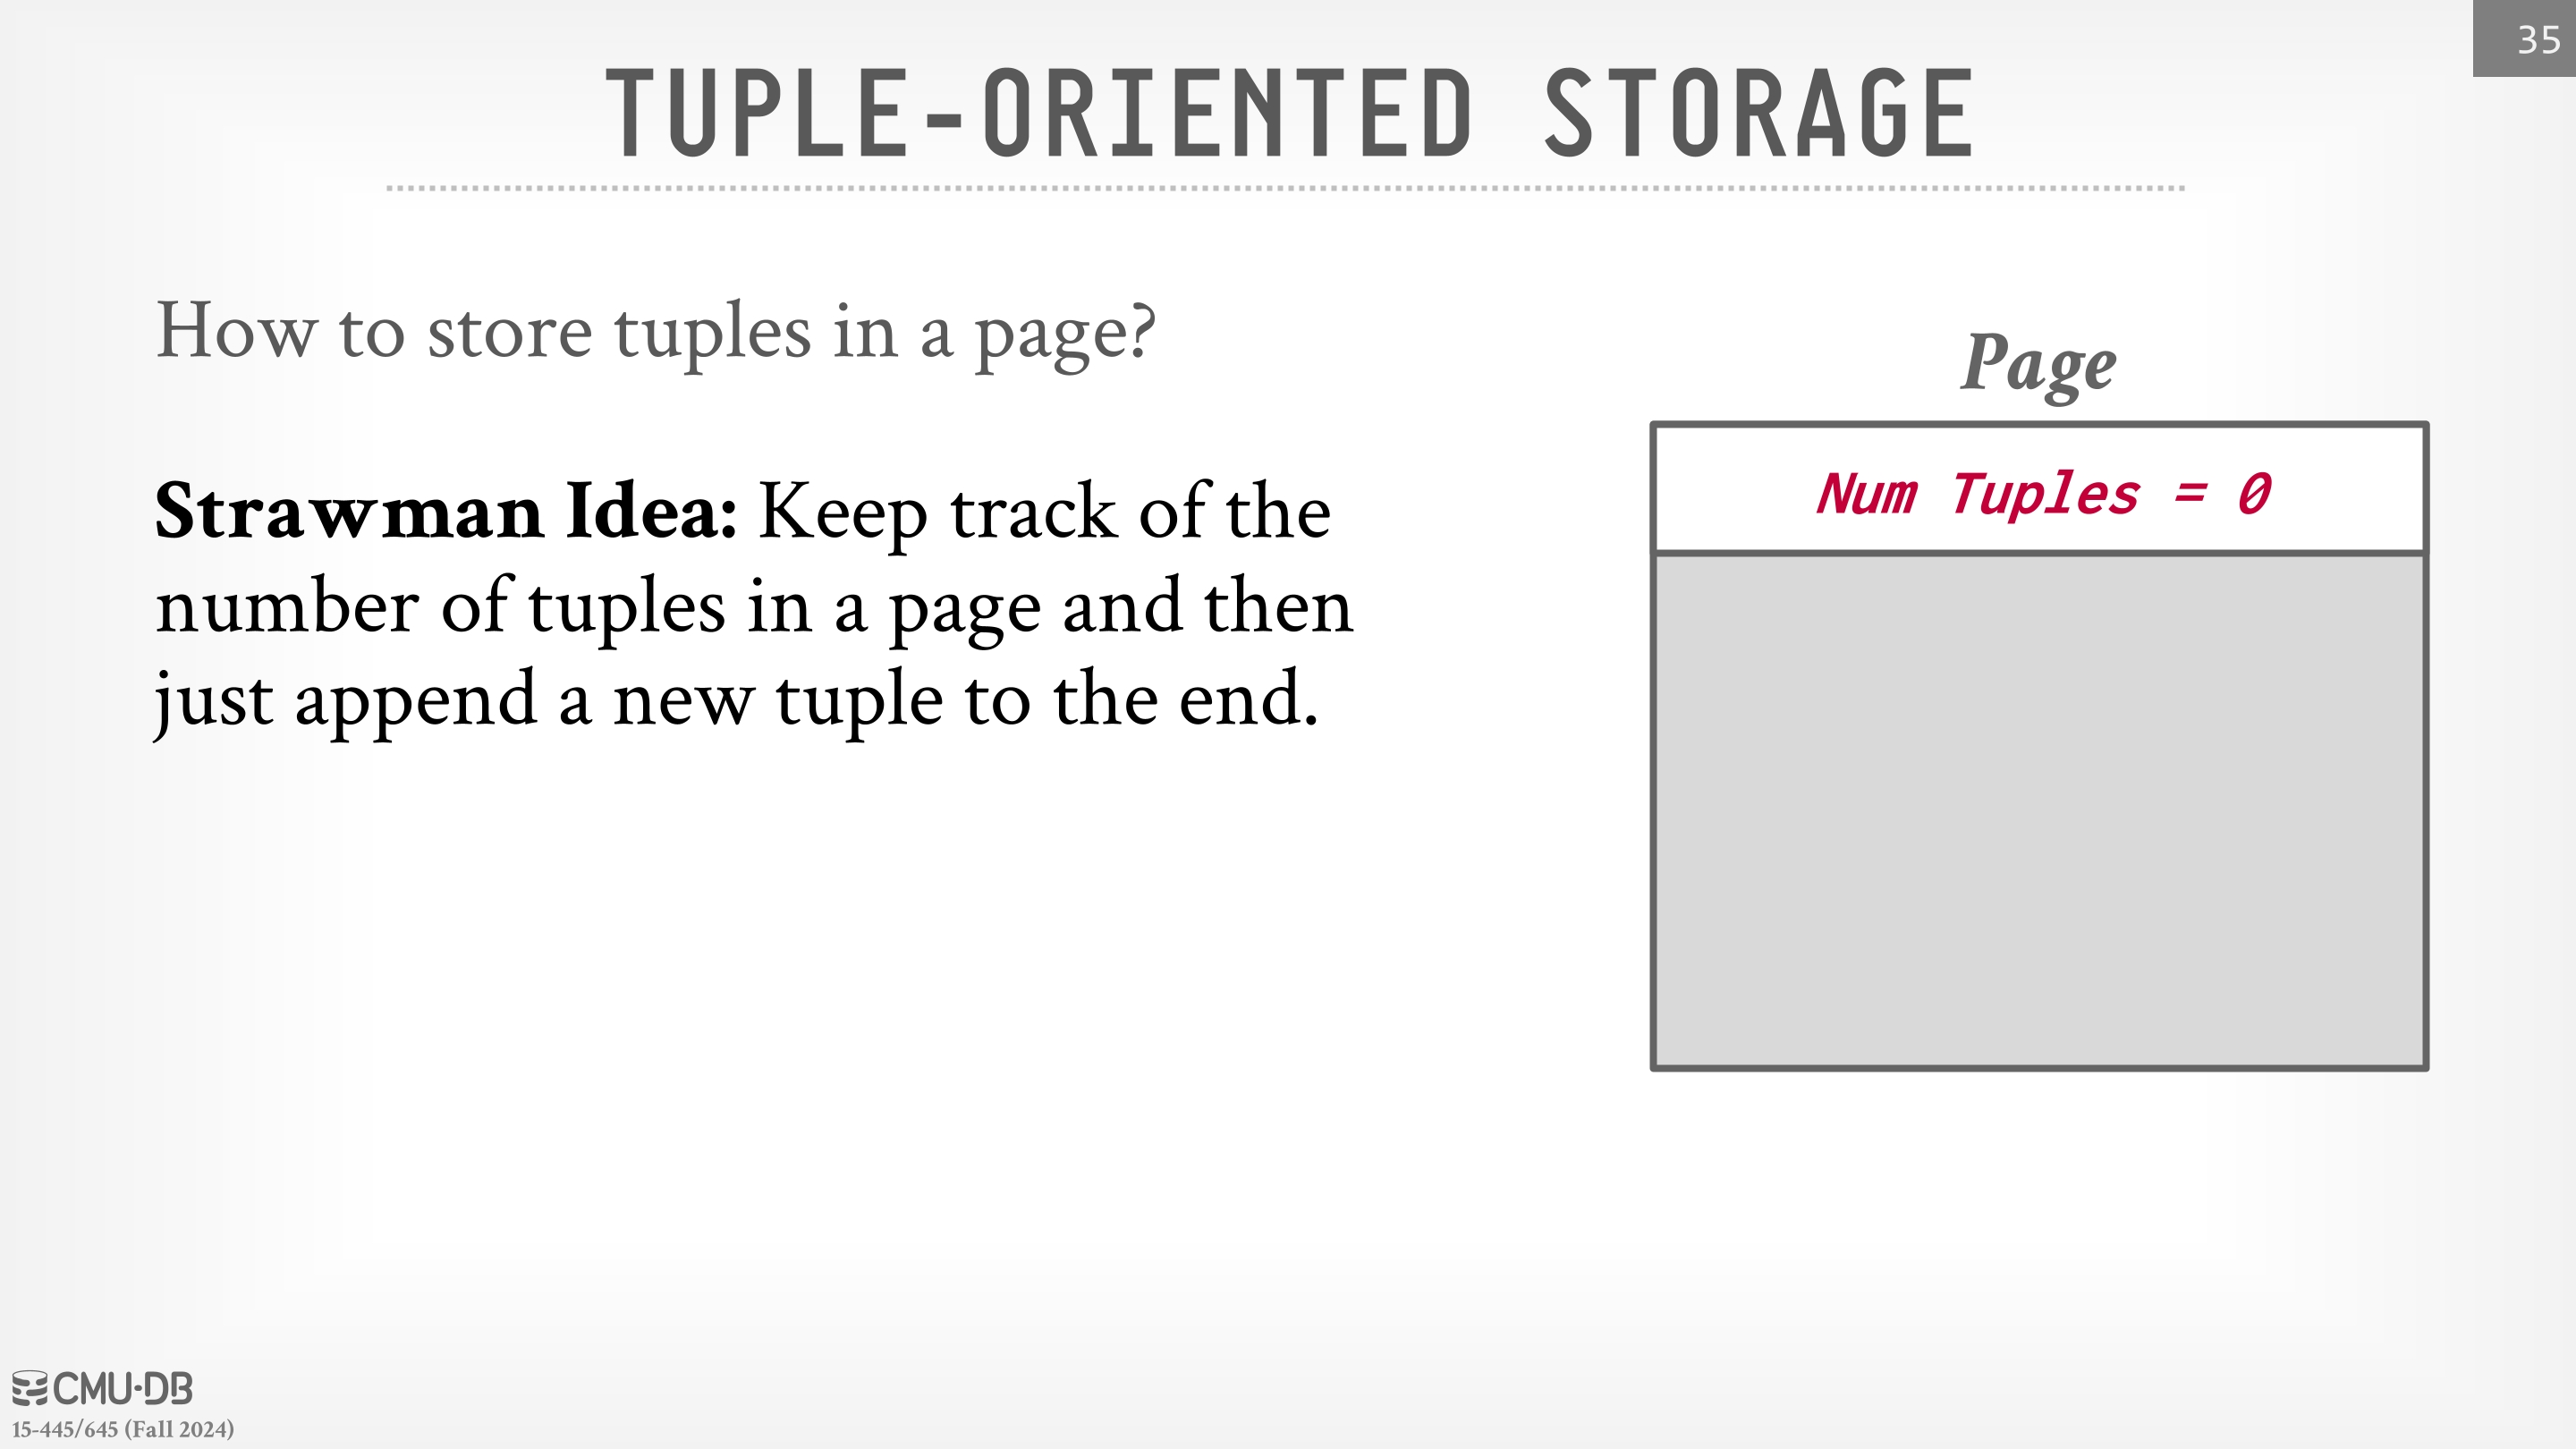 35
TUPLE-ORIENTED STORAGE
How to store tuples in a page?
Strawman Idea: Keep track of the
number of tuples in a page and then
just append a new tuple to the end.
Page
Num Tuples = 0
CMU·DB
15-445/645 (Fall 2024)